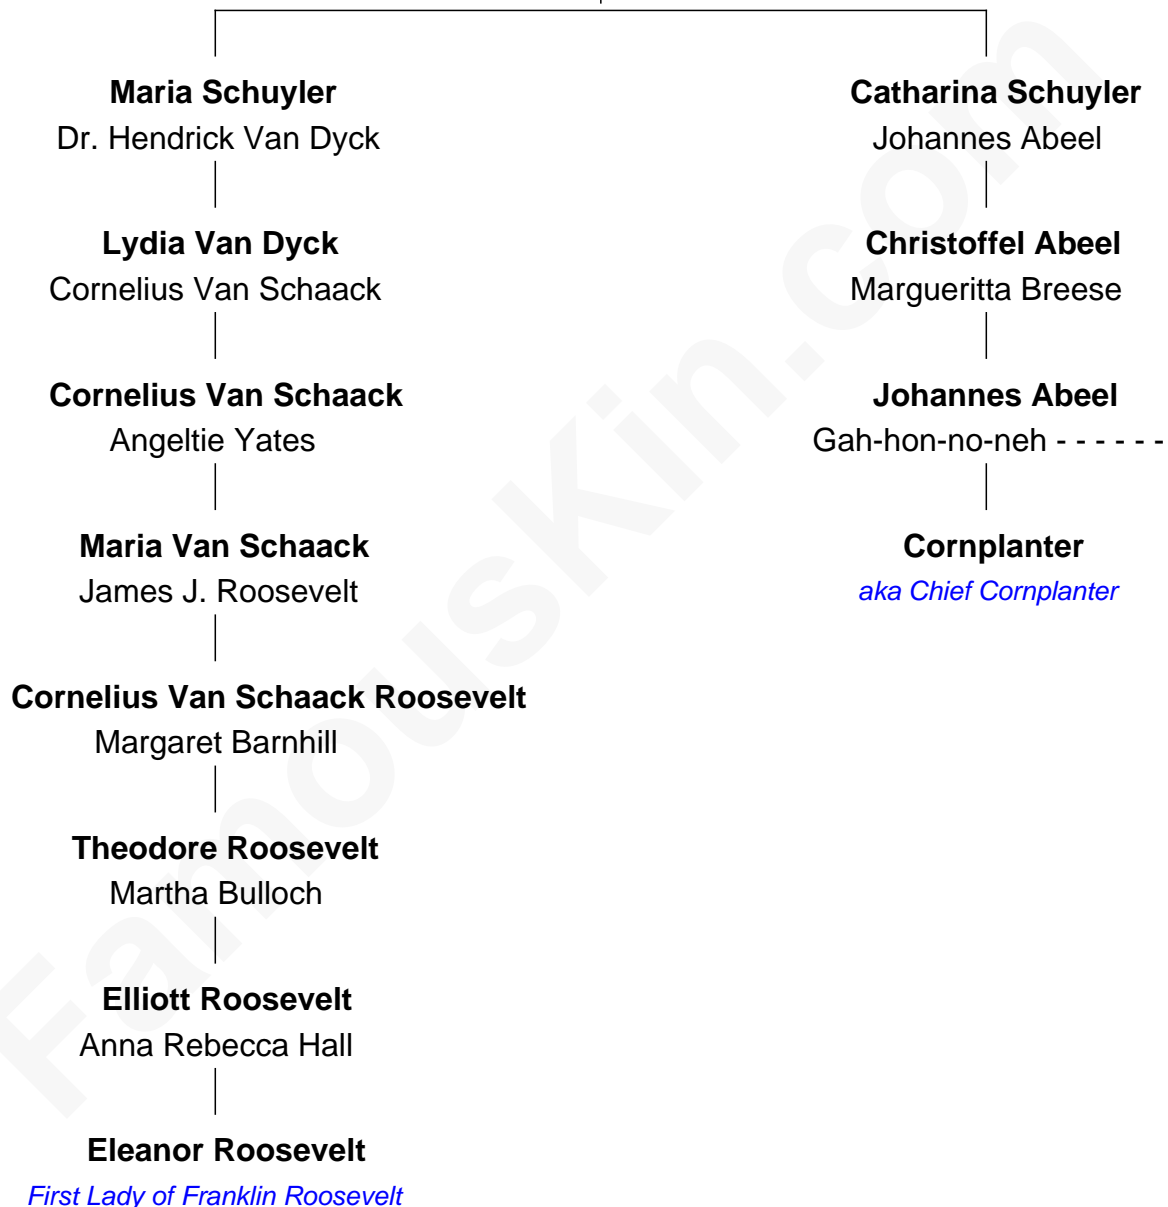 Maria Schuyler
Dr. Hendrick Van Dyck
Lydia Van Dyck
Cornelius Van Schaack
Cornelius Van Schaack
Angeltie Yates
Maria Van Schaack
James J. Roosevelt
Cornelius Van Schaack Roosevelt
Margaret Barnhill
Theodore Roosevelt
Martha Bulloch
Elliott Roosevelt
Anna Rebecca Hall
Eleanor Roosevelt
First Lady of Franklin Roosevelt
Catharina Schuyler
Johannes Abeel
Christoffel Abeel
Margueritta Breese
Johannes Abeel
Gah-hon-no-neh - - - - - -
Cornplanter
aka Chief Cornplanter
FamousKin.com